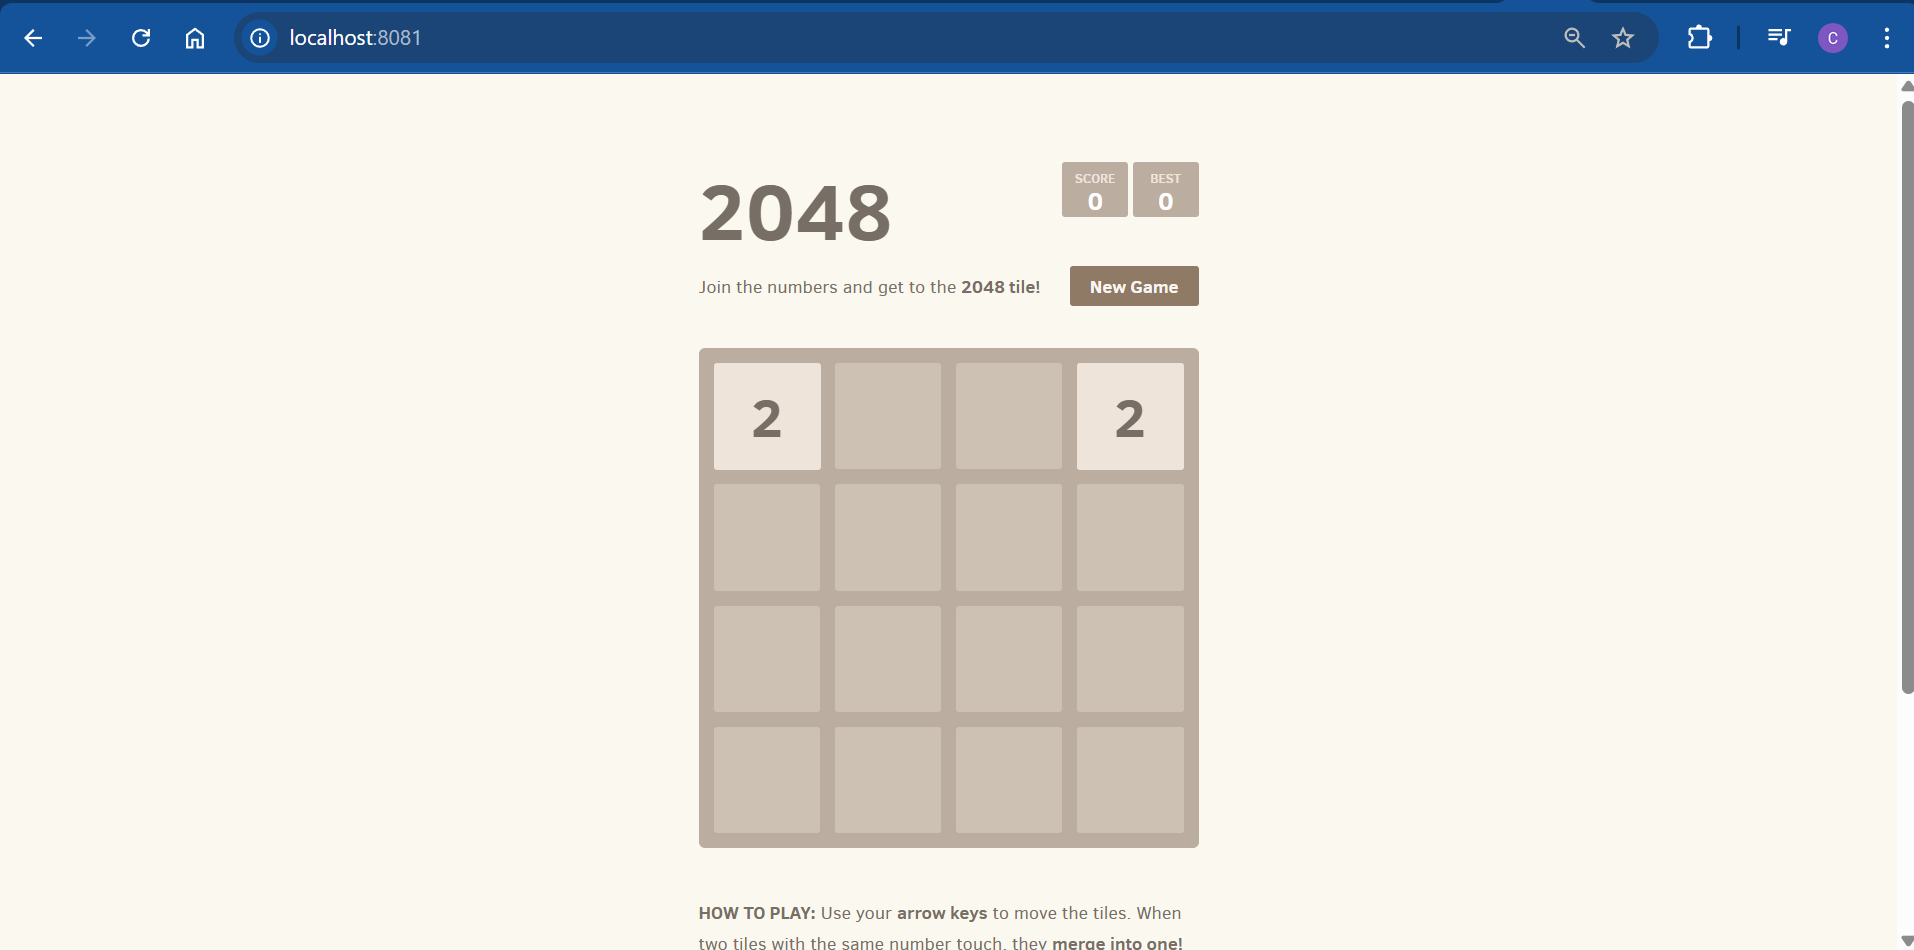 localhost:8081
C
2048
SCORE
0
BEST
0
Join the numbers and get to the 2048 tile!
New Game
2
2
HOW TO PLAY: Use your arrow keys to move the tiles. When
two tiles with the same number touch, they merge into one!